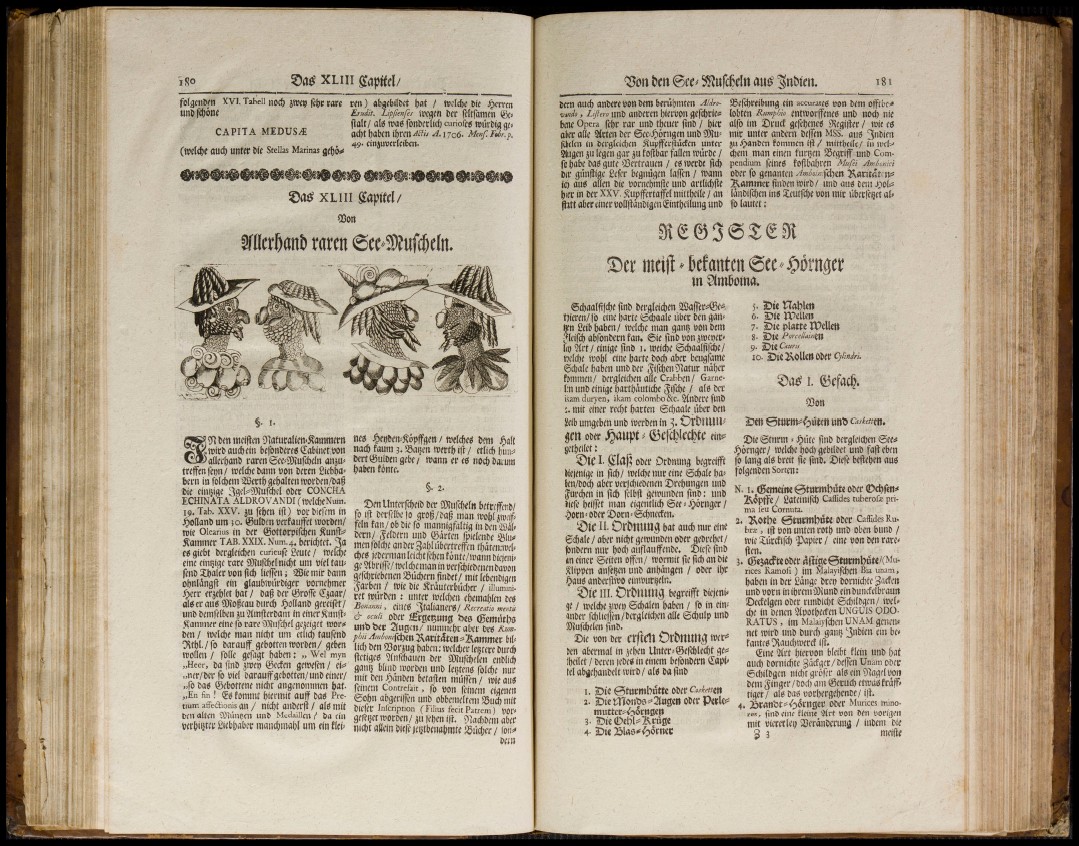 180
Das XLIII Capitel/
folgenden XVI. Tabell noch zwey sehr rare
und schöne
CAPITA MEDUSÆ
(welche auch unter die Stellas Marinas gehö-
ren) abgebildet hat / welche die Herren
Erudit. Lipsienses wegen der seltsamen Ge-
stalt / als was sonderlich curioses würdig ge-
acht haben ihren Actis A. 1706. Mens. Febr. p.
49. einzuverleiben.
Das XLIII Capitel /
Von
Allerhand raren See-Muscheln.
§. 1.
IN den meisten Naturalien-Kammern
wird auch ein besonderes Cabinet von
allerhand raren See-Muscheln anzu-
treffen seyn / welche dann von deren Liebha-
bern in solchem Werth gehalten worden/daß
die eintzige Igel-Muschel oder CONCHA
ECHINATA ALDROVANDI (welche Num.
19. Tab. XXV. zu sehen ist) vor diesem in
Holland um 30. Gulden verkauffet worden/
wie Olearius in der Gottorpischen Kunst-
Kammer TAB. XXIX. Num. 4. berichtet. Ja
es giebt dergleichen curieuse Leute / welche
eine eintzige rare Muschel nicht um viel tau-
send Thaler von sich liessen; Wie mir dann
ohnlängst ein glaubwürdiger vornehmer
Herr erzehlet hat / daß der Grosse Czaar/
als er aus Moscau durch Holland gereist /
und demselben zu Amsterdam in einer Kunst-
Kammer eine so rare Muschel gezeiget wor-
den / welche man nicht um etlich tausend
Rthl. / so darauff gebotten worden / geben
wollen / solle gesagt haben: „ Wel myn
„Heer, da sind zwey Gecken gewesen / ei-
„ner/der so viel darauff gebotten/ und einer/
„so das Gebottene nicht angenommen hat.
„En fin! Es kommt hiermit auff das Pre-
tium affectionis an / nicht anderst / als mit
den alten Müntzen und Medaillen / da ein
verhitzter Liebhaber manchmahl um ein klei-
nes Heyden-Köpffgen / welches dem Halt
nach kaum 3. Batzen werth ist / etlich hun-
dert Gulden gebe / wann er es noch darum
haben könte.
§. 2.
Den Unterscheid der Muscheln betreffend/
so ist derselbe so groß / daß man wohl zweif-
feln kan / ob die so mannigfaltig in den Wäl-
dern / Feldern und Gärten spielende Blu-
men solche an der Zahl übertreffen thäten: wel-
ches jederman leicht sehen könte/wann diejeni-
ge Abrisse/ welche man in verschiedenen davon
geschriebenen Büchern findet / mit lebendigen
Farben / wie die Kräuterbücher / illumini-
ret würden: unter welchen ehemahlen des
Bonanni, eines Italianers/ Recreatio mentis
& oculi oder Ergetzung des Gemüths
und der Augen / nunmehr aber des Rum-
phii Ambonischen Raritäten-Kammer bil-
lich den Vorzug haben: welcher letztere durch
stetiges Anschauen der Muschelen endlich
gantz blind worden und letztens solche nur
mit den Händen betasten müssen / wie aus
seinem Contrefait, so von seinem eigenen
Sohn abgerissen und obbemeltem Buch mit
dieser Inscription (Filius fecit Patrem) vor-
gesetzet worden/ zu sehen ist. Nachdem aber
nicht allein diese jetztbenahmte Bücher / son-
dern
Von den See-Muscheln aus Indien.
181
dern auch andere von dem berühmten Aldro-
vando, Listero und anderen hiervon geschrie-
bene Opera sehr rar und theuer sind / hier
aber alle Arten der See-Hörngen und Mu-
schelen in dergleichen Kupfferstücken unter
Augen zu legen gar zu kostbar fallen würde /
so habe das gute Vertrauen / es werde sich
der günstige Leser begnügen lassen / wann
ich aus allen die vornehmste und artlichste
hier in der XXV. Kupffertaffel mittheile / an
statt aber einer vollständigen Eintheilung und
Beschreibung ein accurates von dem offtbe-
lobten Rumphio entworffenes und noch nie
also im Druck gesehenes Register / wie es
mir unter andern dessen MSS. aus Indien
zu Handen kommen ist / mittheile / in wel-
chem man einen kurtzen Begriff und Com-
pendium seines kostbahren Musei Amboinici
oder so genanten Amboinischen Raritäten-
Kammer finden wird / und aus dem Hol-
ländischen ins Teutsche von mir übersetzet al-
so lautet:
REGISTER
Der meist-bekanten See-Hörnger
in Amboina.
Schaalfische sind dergleichen Wasser-Ge-
thieren/ so eine harte Schaale über den gan-
tzen Leib haben / welche man gantz von dem
Fleisch absondern kan. Sie sind von zweyer-
ley Art / einige sind 1. weiche Schaalfische /
welche wohl eine harte doch aber beugsame
Schale haben und der Fischen Natur näher
kommen / dergleichen alle Crabben / Garne-
len und einige harthäutiche Fische / als der
ikam duryen, ikam colombo &c. Andere sind
2. mit einer recht harten Schaale über den
Leib umgeben und werden in 3. Ordnun-
gen oder Haupt-Geschlechte ein-
getheilet:
Die I. Claß oder Ordnung begreifft
diejenige in sich/ welche nur eine Schale ha-
ben/doch aber verschiedenen Drehungen und
Furchen in sich selbst gewunden sind; und
diese heisset man eigenlich See-Hörnger /
Horn- oder Dorn-Schnecken.
Die II. Ordnung hat auch nur eine
Schale / aber nicht gewunden oder gedrehet/
sondern nur hoch aufflauffende. Diese sind
an einer Seiten offen/ wormit sie sich an die
Klippen ansetzen und anhängen / oder ihr
Haus anderstwo einwurtzeln.
Die III. Ordnung begreifft diejeni-
ge / welche zwey Schalen haben / so in ein-
ander schliessen/dergleichen alle Schulp und
Muschelen sind.
Die von der ersten Ordnung wer-
den abermal in zehen Unter-Geschlecht ge-
theilet / deren jedes in einem besondern Capi-
tel abgehandelt wird / als da sind
1. Die Sturmhütte oder Casketten
2. Die Monds-Augen oder Perle-
mutter-Hörngen
3. Die Oehl-Krüge
4. Die Blas-Hörner
5. Die Nahlen
6. Die Wellen
7. Die platte Wellen
8. Die Porcellainen
9. Die Cauris
10. Die Rollen oder Cylindri.
Das I. Gesach.
Von
Den Sturm-Hüten und Casketten.
Die Sturm-Hüte sind dergleichen See-
Hörnger/ welche hoch gebildet und fast eben
so lang als breit sie sind. Diese bestehen aus
folgenden Sorten:
N. 1. Gemeine Sturmhüte oder Ochsen-
Köpffe / Lateinisch Cassides tuberosæ pri-
ma seu Cornuta.
2. Rothe Sturmhüte oder Cassides Ru-
bræ, ist von unten roth und oben bund /
wie Türckisch Papier / eine von den rare-
sten.
3. Gezackte oder ästige Sturmhüte/(Mu-
rices Ramosi) im Malayischen Bia unam,
haben in der Länge drey dornichte Zacken
und vorn in ihrem Mund ein dunckelbraun
Deckelgen oder rundicht Schildgen / wel-
che in denen Apothecken UNGUIS ODO-
RATUS, im Malaischen UNAM genen-
net wird und durch gantz Indien ein be-
kantes Rauchwerck ist.
Eine Art hiervon bleibt klein und hat
auch dornichte Zäckger / dessen Unam oder
Schildgen nicht grösser als ein Nagel von
dem Finger/doch am Geruch etwas kräff-
tiger / als das vorhergehende / ist.
4. Brandt-Hörnger oder Murices mino-
res, sind eine kleine Art von den vorigen
mit vielerley Veränderung / indem die
Z 3
meiste